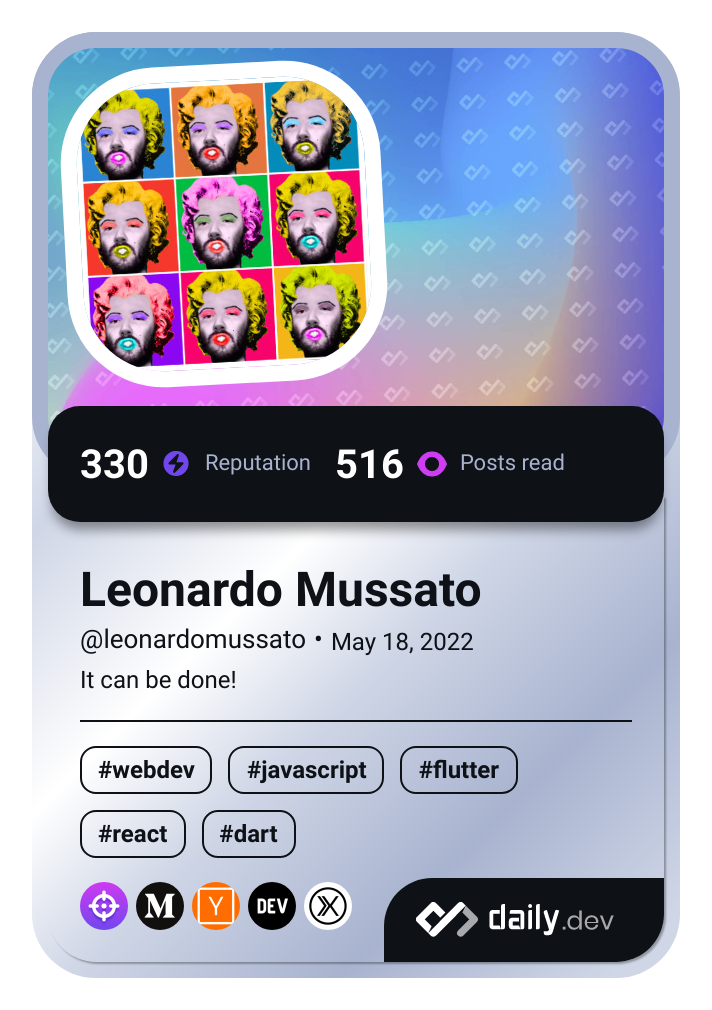 330 Reputation 516 Posts read
Leonardo Mussato
@leonardomussato • May 18, 2022
It can be done!
#webdev #javascript #flutter
#react #dart
M Y DEV daily.dev